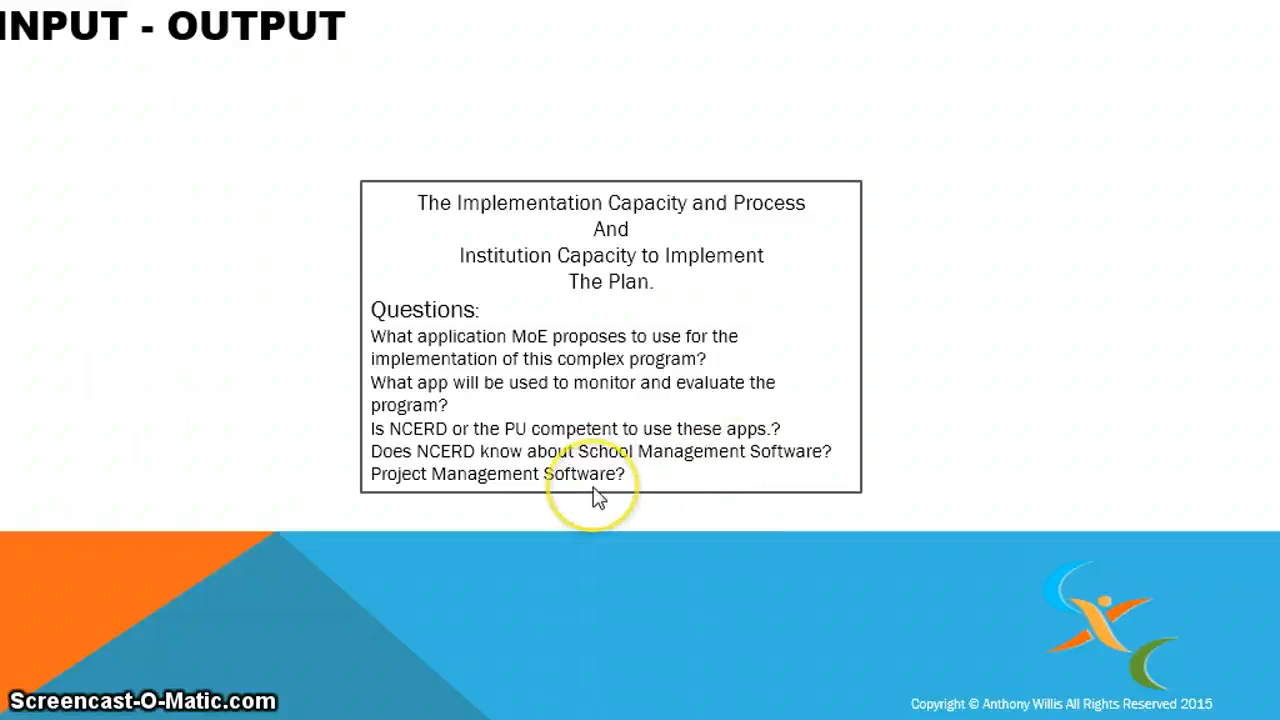 INPUT - OUTPUT
The Implementation Capacity and Process
And
Institution Capacity to Implement
The Plan.
Questions:
What application MoE proposes to use for the
implementation of this complex program?
What app will be used to monitor and evaluate the
program?
Is NCERD or the PU competent to use these apps.?
Does NCERD know about School Management Software?
Project Management Software?
Screencast-O-Matic.com
Copyright © Anthony Willis All Rights Reserved 2015